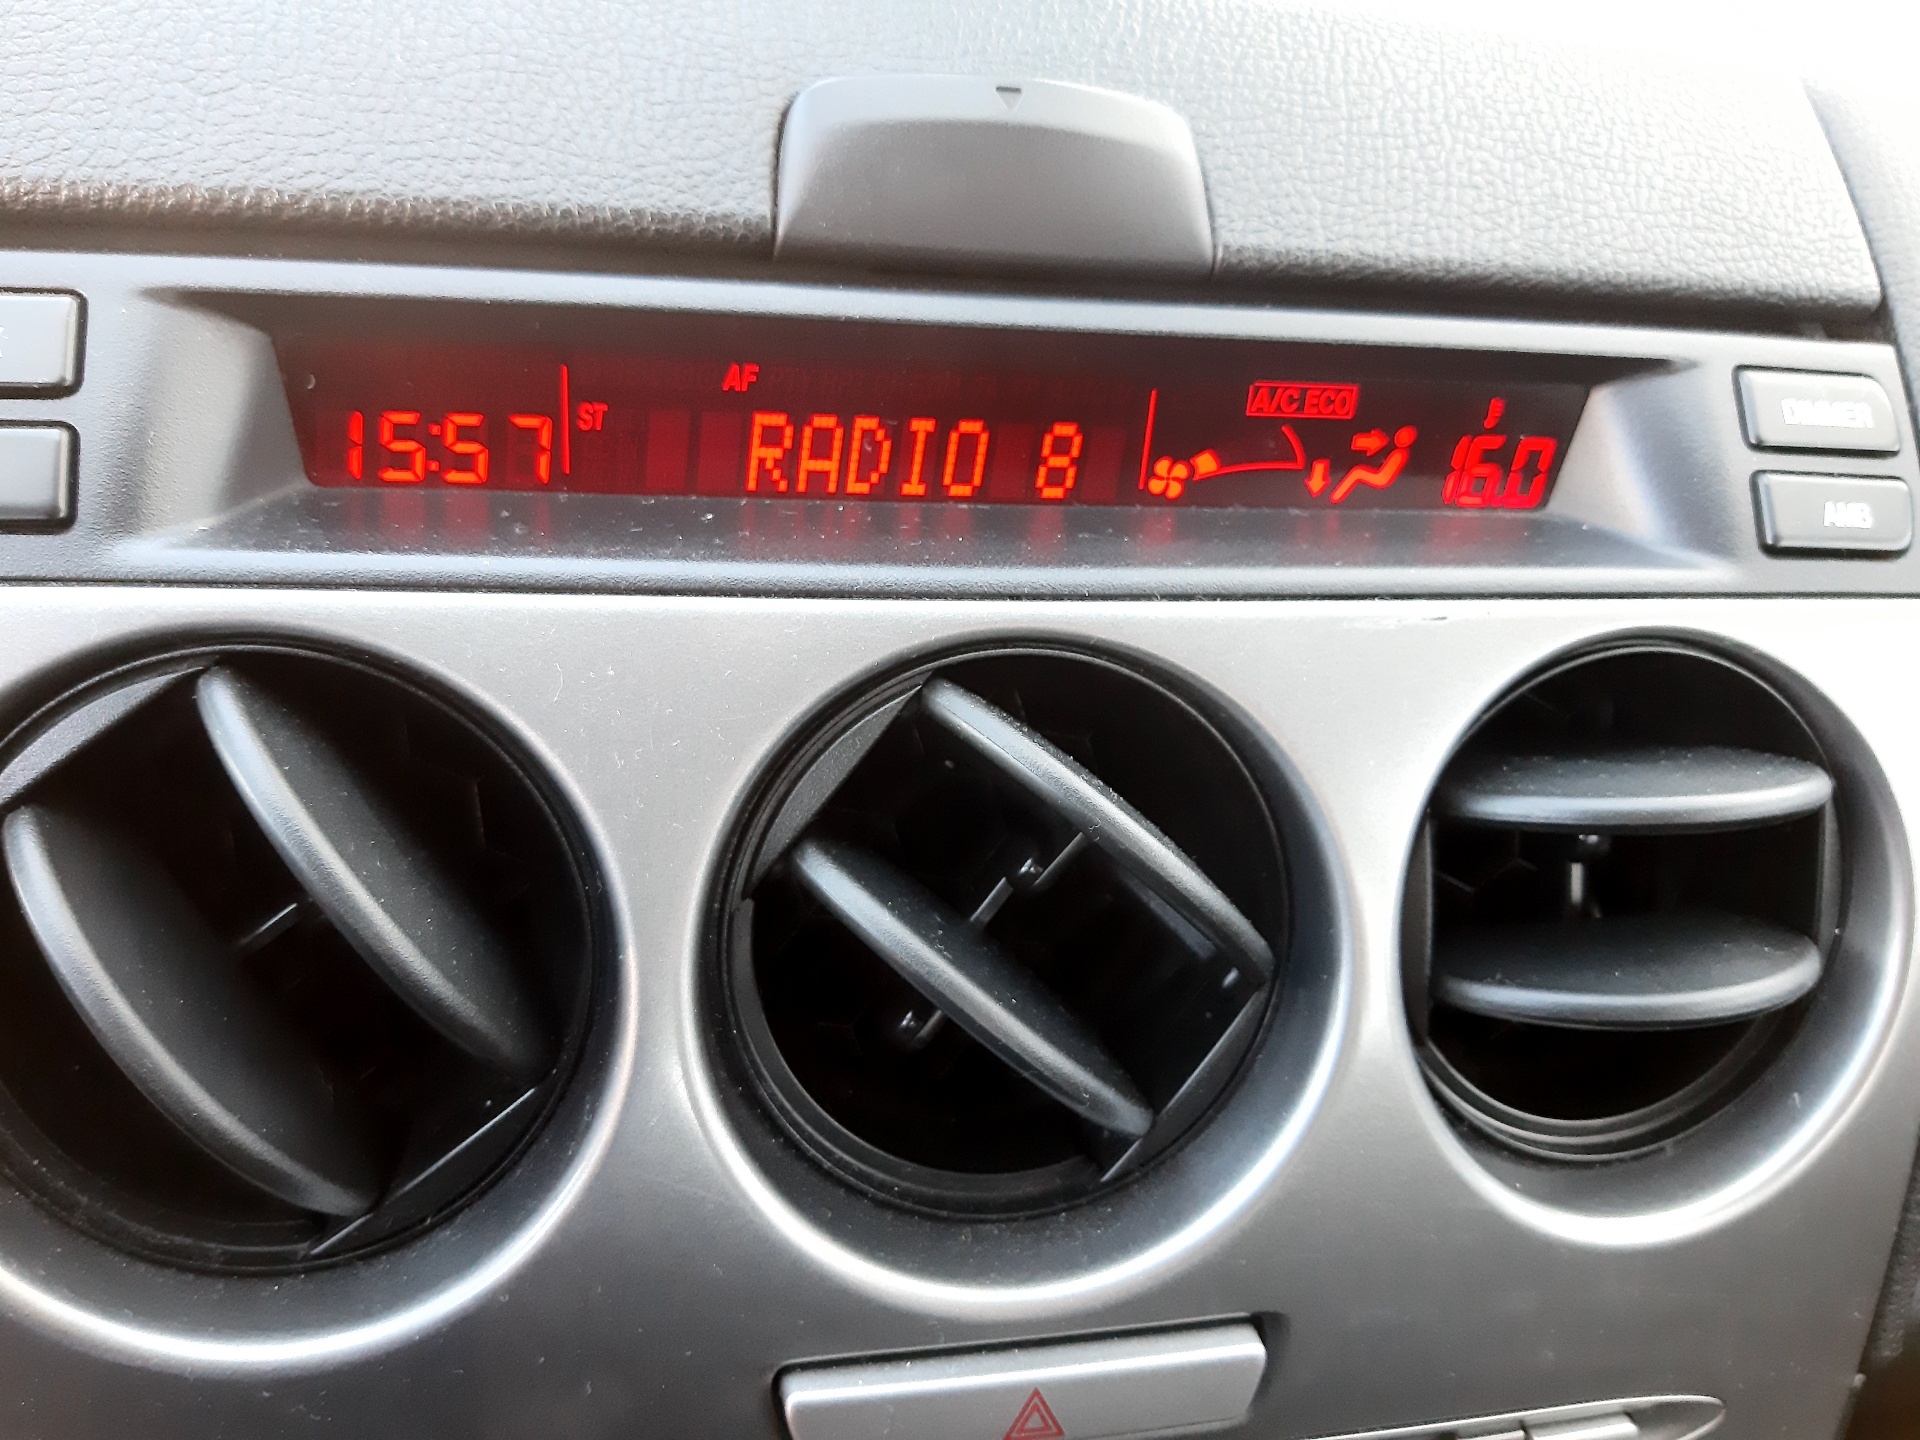 AF
A/C ECO
15:57 ST RADIO 8 16.0
DIMMER
AMB